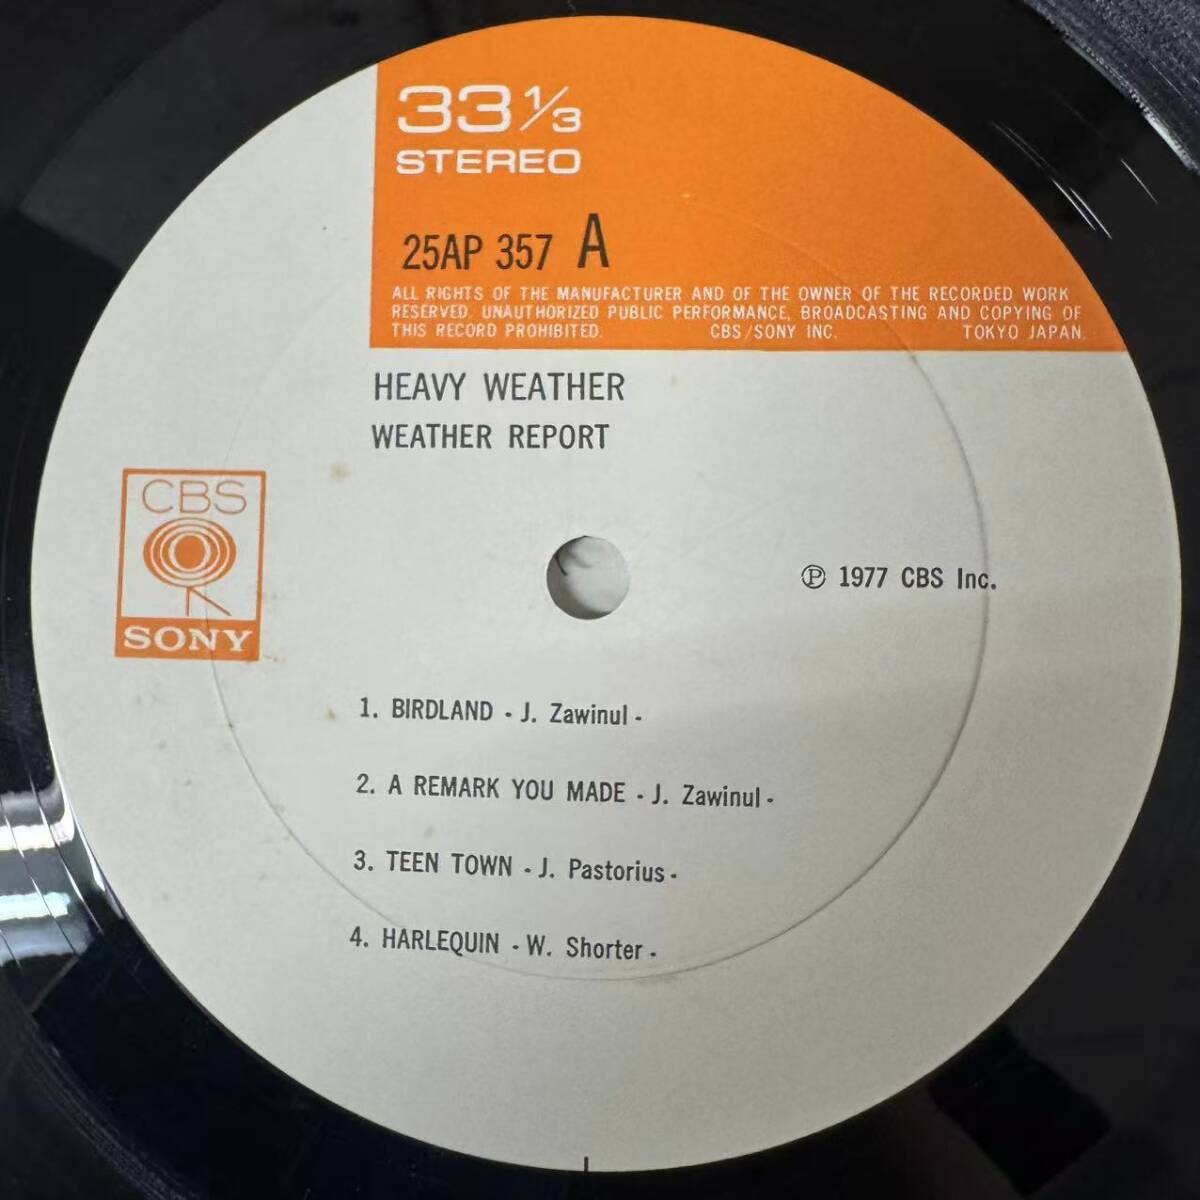 33 1/3
STEREO
25AP 357 A
ALL RIGHTS OF THE MANUFACTURER AND OF THE OWNER OF THE RECORDED WORK
RESERVED. UNAUTHORIZED PUBLIC PERFORMANCE, BROADCASTING AND COPYING OF
THIS RECORD PROHIBITED. CBS/SONY INC. TOKYO JAPAN.
HEAVY WEATHER
WEATHER REPORT
CBS
SONY
Ⓟ 1977 CBS Inc.
1. BIRDLAND - J. Zawinul -
2. A REMARK YOU MADE - J. Zawinul -
3. TEEN TOWN - J. Pastorius -
4. HARLEQUIN - W. Shorter -